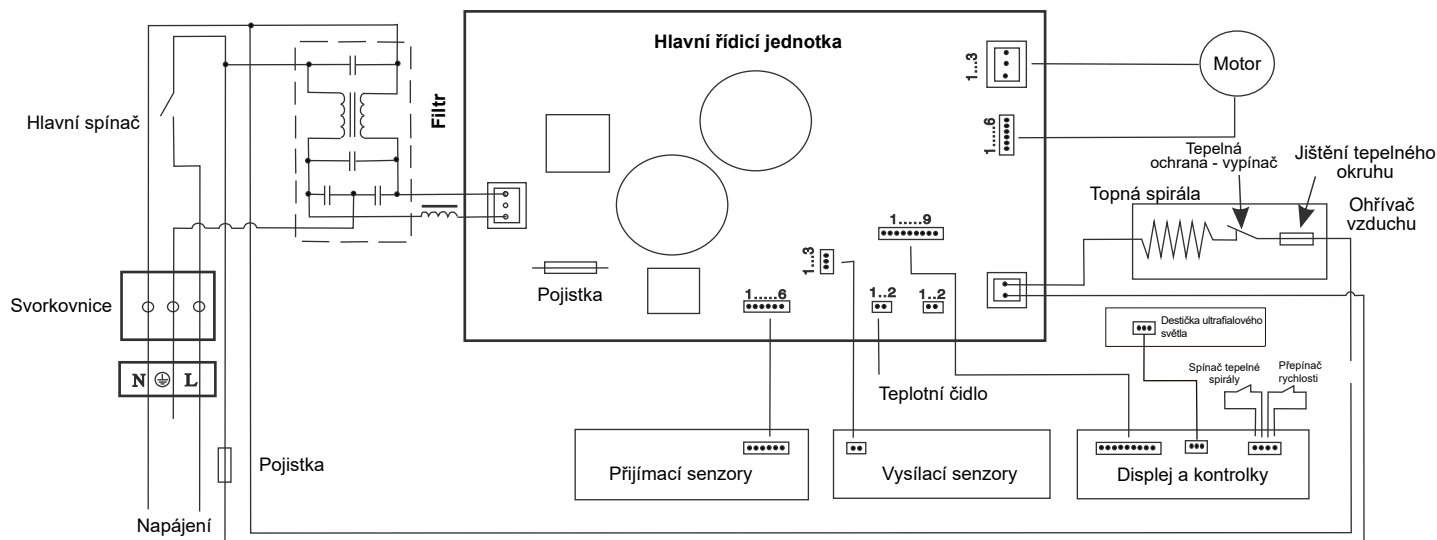 Hlavní řídicí jednotka
1...3
Motor
Filtr
Hlavní spínač
1.....6
Tepelná
ochrana - vypínač
Jištění tepelného
okruhu
Topná spirála
Ohřívač
vzduchu
1.....9
1...3
Pojistka
1.....6
1..2
1..2
Svorkovnice
Destička ultrafialového
světla
N
L
Teplotní čidlo
Spínač tepelné
spirály
Přepínač
rychlosti
Pojistka
Přijímací senzory
Vysílací senzory
Displej a kontrolky
Napájení